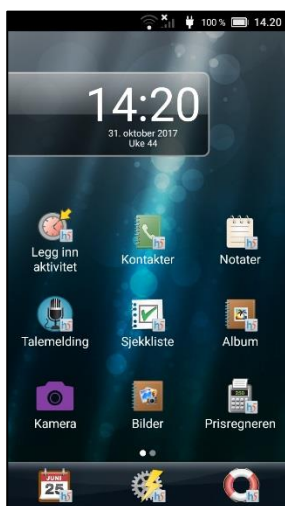 100 % 14.20
14:20
31. oktober 2017
Uke 44
Legg inn
aktivitet
Kontakter
Notater
Talemelding
Sjekkliste
Album
Kamera
Bilder
Prisregneren
JUNI
25